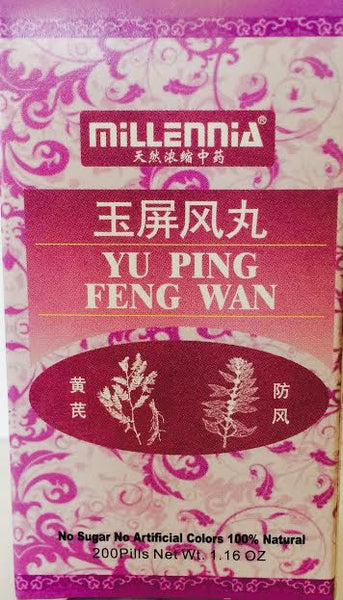 MiLLENNiA®
天然浓缩中药
玉屏风丸
YU PING
FENG WAN
黄芪
防风
No Sugar No Artificial Colors 100% Natural
200Pills Net Wt. 1.16 OZ